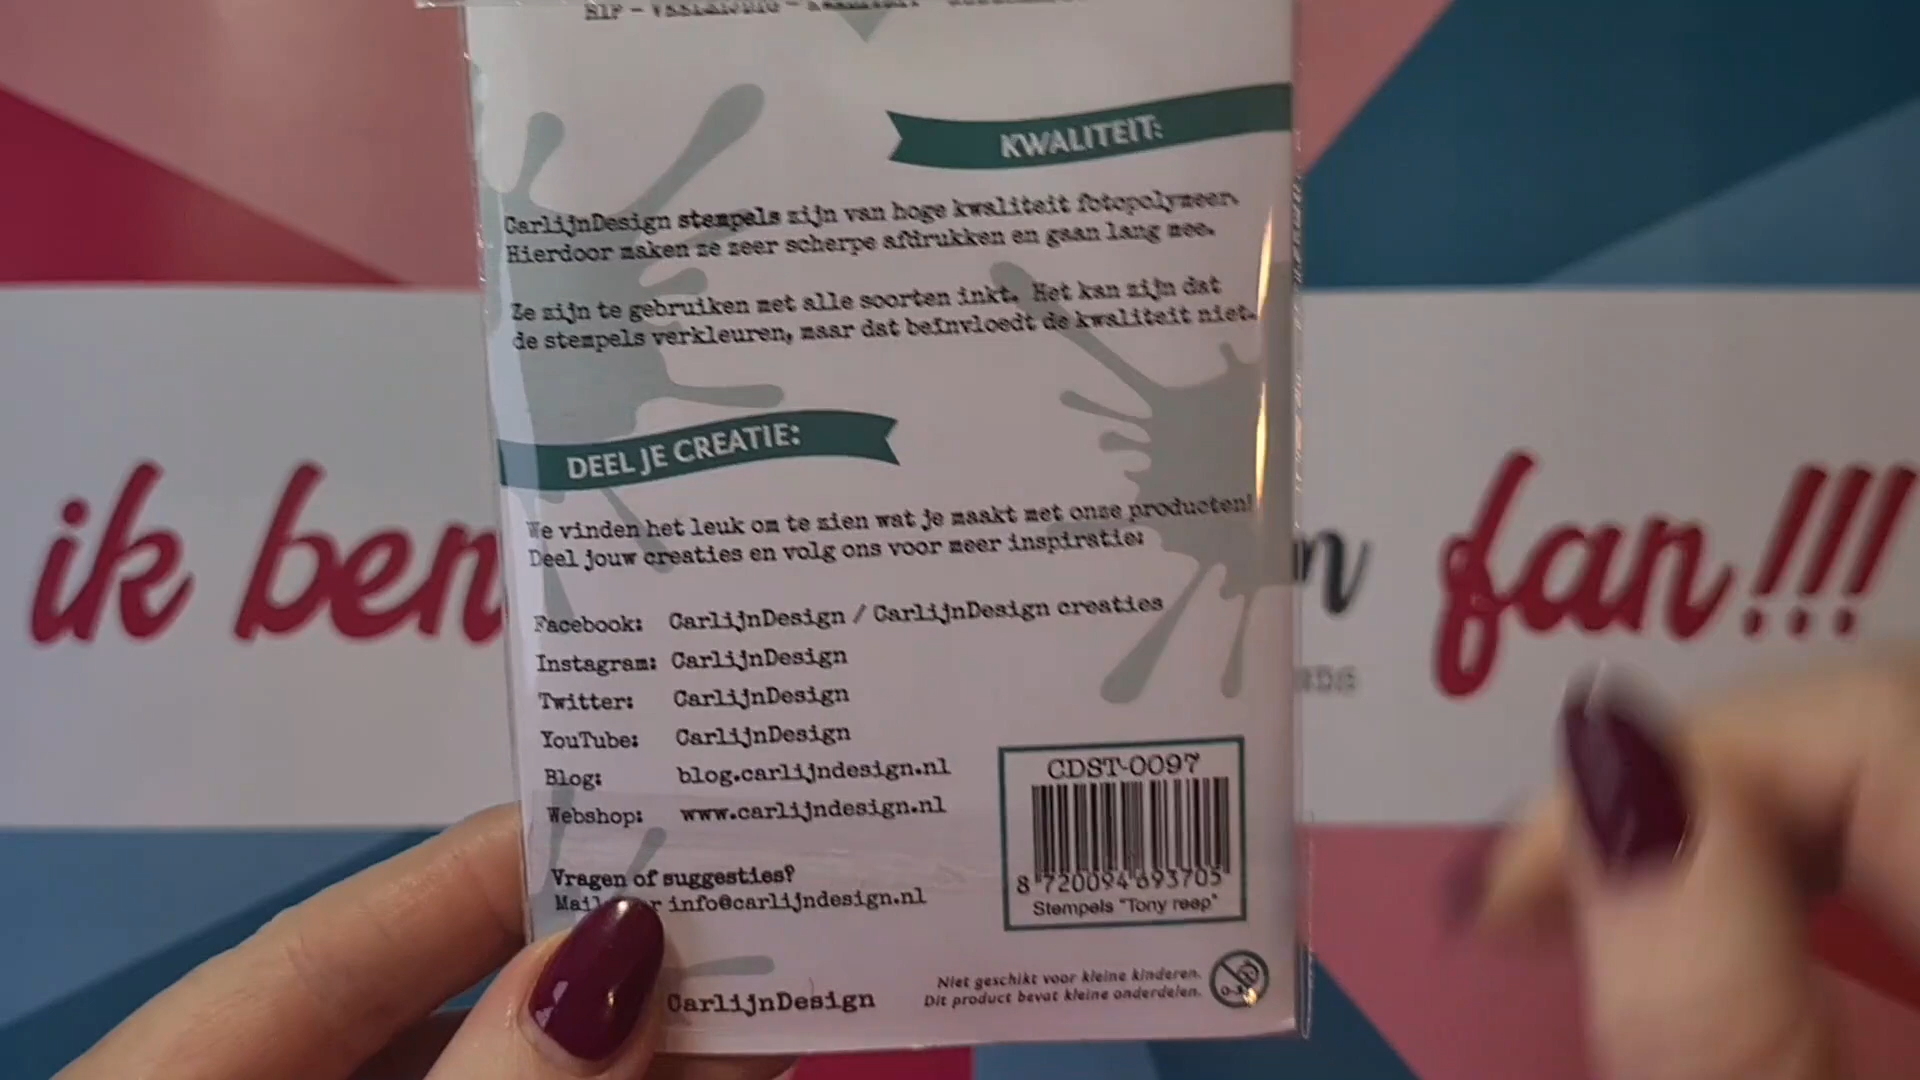 KWALITEIT:
CarlijnDesign stempels zijn van hoge kwaliteit fotopolymeer.
Hierdoor maken ze zeer scherpe afdrukken en gaan lang mee.
Ze zijn te gebruiken met alle soorten inkt. Het kan zijn dat
de stempels verkleuren, maar dat beïnvloedt de kwaliteit niet.
DEEL JE CREATIE:
We vinden het leuk om te zien wat je maakt met onze producten!
Deel jouw creaties en volg ons voor meer inspiratie:
Facebook: CarlijnDesign / CarlijnDesign creaties
Instagram: CarlijnDesign
Twitter: CarlijnDesign
YouTube: CarlijnDesign
Blog: blog.carlijndesign.nl
Webshop: www.carlijndesign.nl
Vragen of suggesties?
Mail info@carlijndesign.nl
CDST-0097
8 720094 693705
Stempels "Tony reep"
Niet geschikt voor kleine kinderen.
Dit product bevat kleine onderdelen.
0-3
CarlijnDesign
ik ben fan!!!